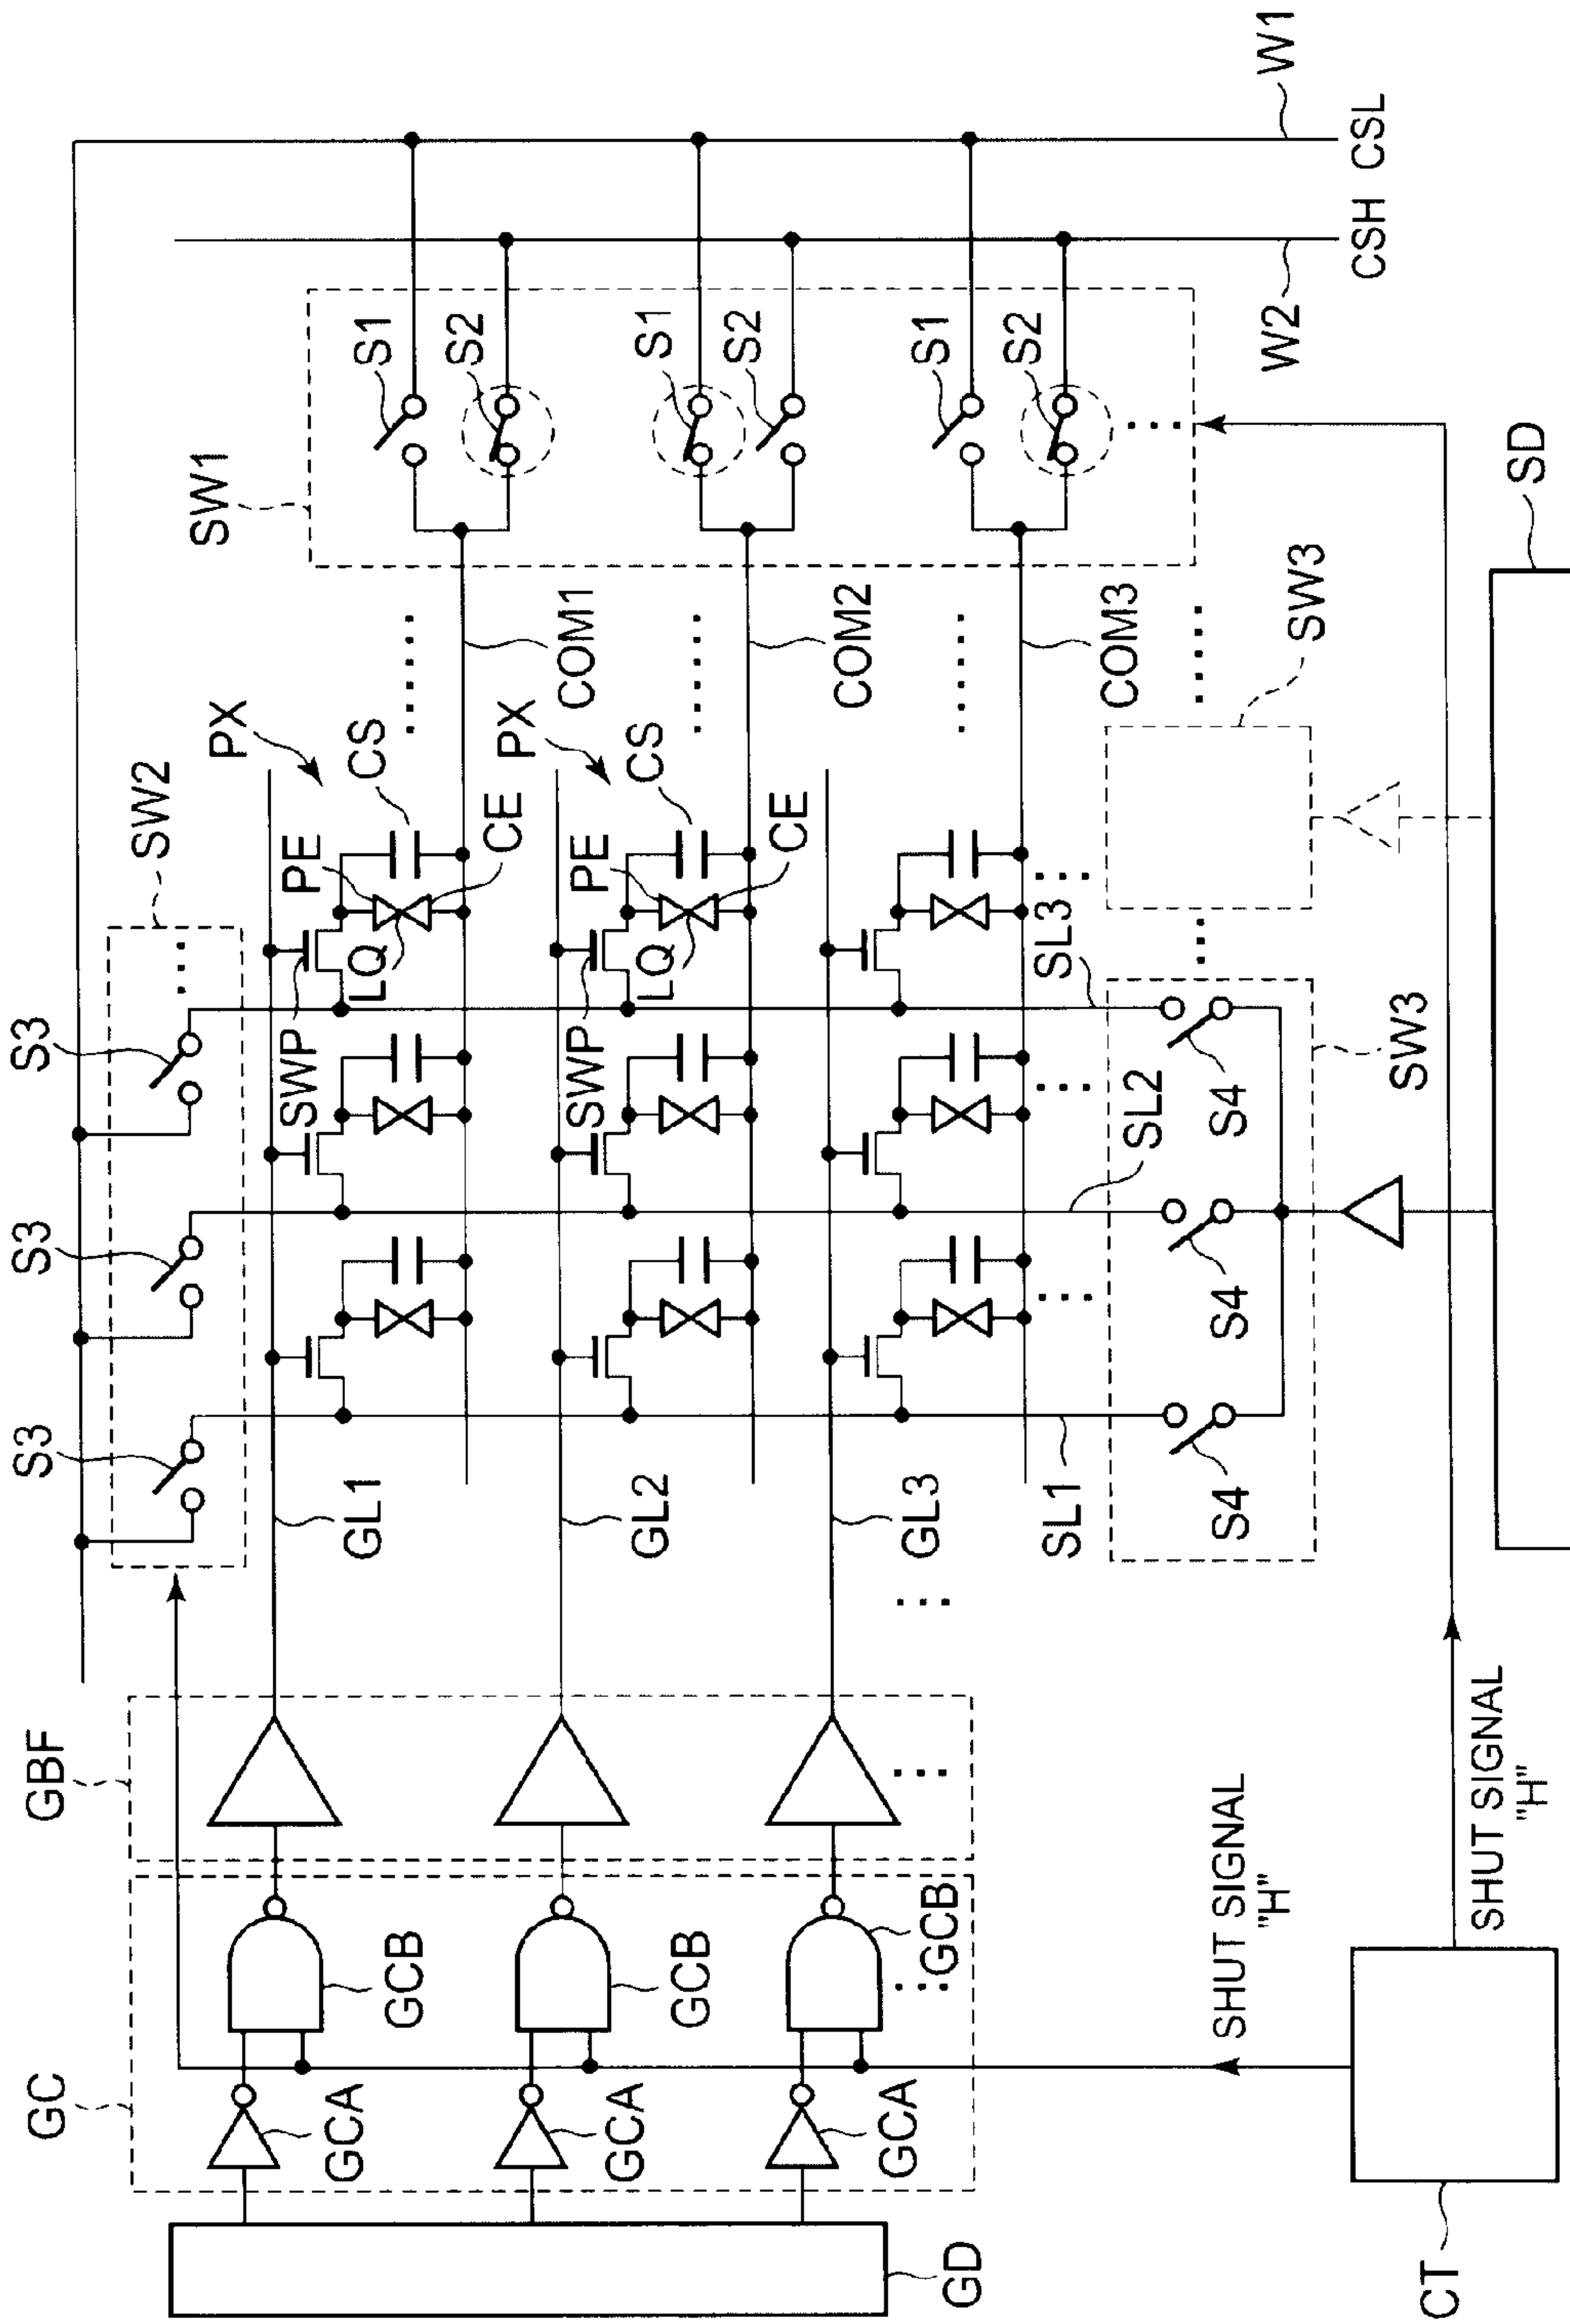 GD
GC
GCA
GCA
GCA
GCB
GCB
GCB
GBF
CT
SHUT SIGNAL
"H"
SHUT SIGNAL
"H"
S3
S3
S3
SW2
GL1
GL2
GL3
SL1
SL2
SL3
SWP
LQ
PE
CS
CE
PX
SWP
LQ
PE
CS
CE
PX
COM1
COM2
COM3
S4
S4
S4
SW3
SW3
SD
SW1
S1
S2
S1
S2
S1
S2
W2
W1
CSH
CSL